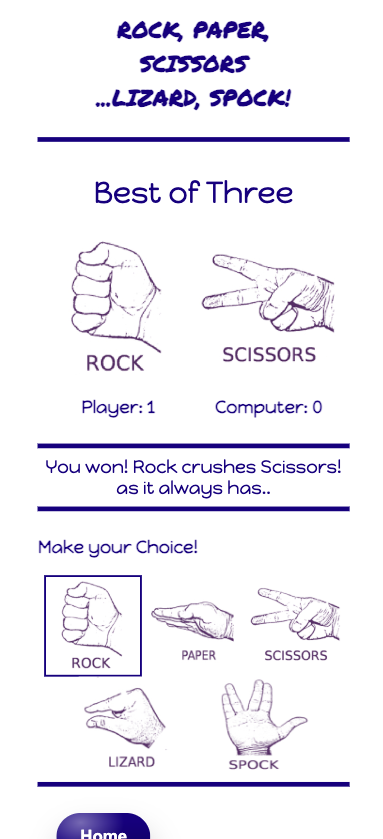 ROCK, PAPER,
SCISSORS
...LIZARD, SPOCK!
Best of Three
ROCK
SCISSORS
Player: 1
Computer: 0
You won! Rock crushes Scissors!
as it always has..
Make your Choice!
ROCK
PAPER
SCISSORS
LIZARD
SPOCK
Home